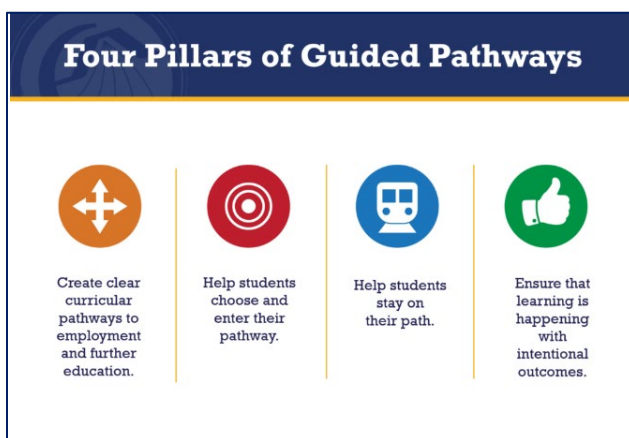 Four Pillars of Guided Pathways
Create clear
curricular
pathways to
employment
and further
education.
Help students
choose and
enter their
pathway.
Help students
stay on
their path.
Ensure that
learning is
happening
with
intentional
outcomes.